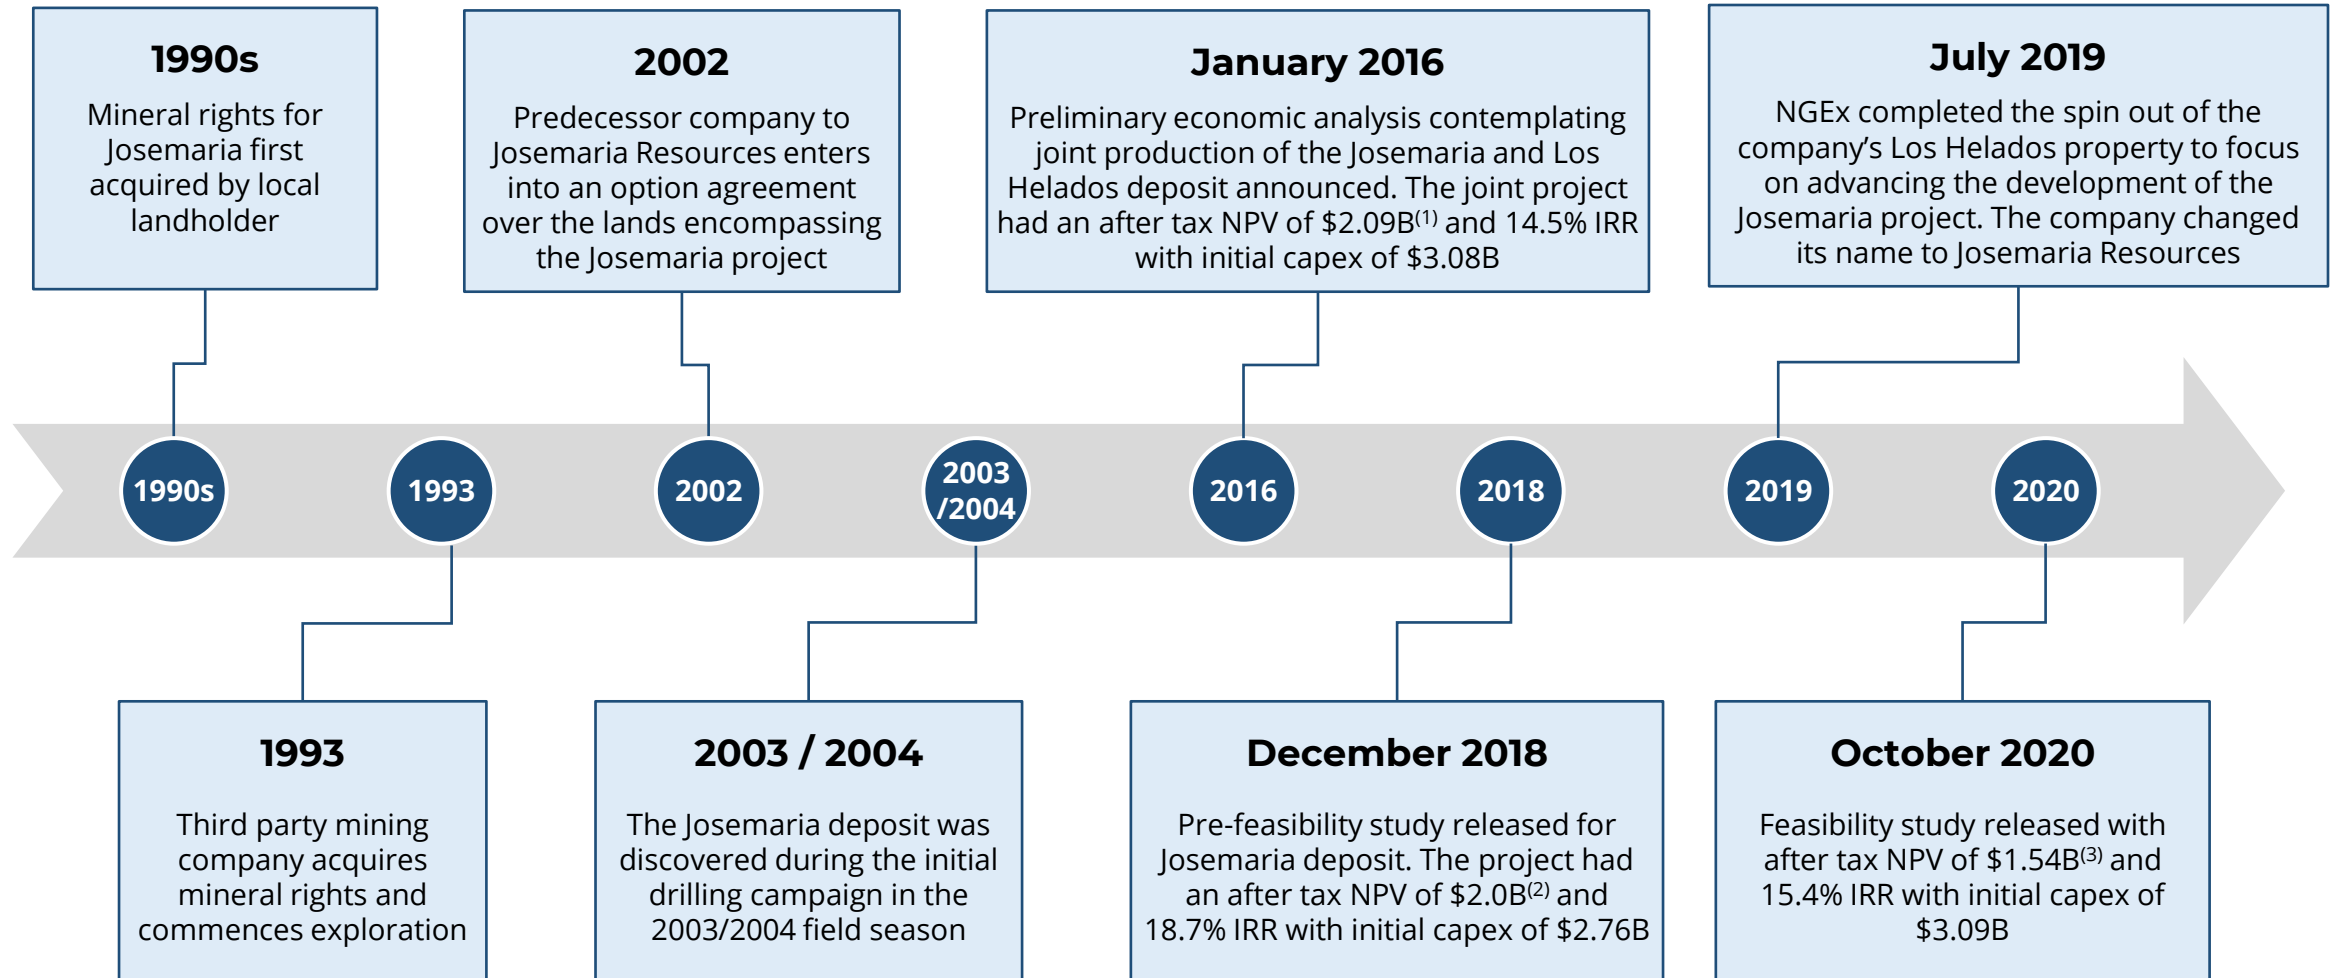 1990s
Mineral rights for
Josemaria first
acquired by local
landholder
2002
Predecessor company to
Josemaria Resources enters
into an option agreement
over the lands encompassing
the Josemaria project
January 2016
Preliminary economic analysis contemplating
joint production of the Josemaria and Los
Helados deposit announced. The joint project
had an after tax NPV of $2.09B(1) and 14.5% IRR
with initial capex of $3.08B
July 2019
NGEx completed the spin out of the
company’s Los Helados property to focus
on advancing the development of the
Josemaria project. The company changed
its name to Josemaria Resources
1990s
1993
2002
2003
/2004
2016
2018
2019
2020
1993
Third party mining
company acquires
mineral rights and
commences exploration
2003 / 2004
The Josemaria deposit was
discovered during the initial
drilling campaign in the
2003/2004 field season
December 2018
Pre-feasibility study released for
Josemaria deposit. The project had
an after tax NPV of $2.0B(2) and
18.7% IRR with initial capex of $2.76B
October 2020
Feasibility study released with
after tax NPV of $1.54B(3) and
15.4% IRR with initial capex of
$3.09B